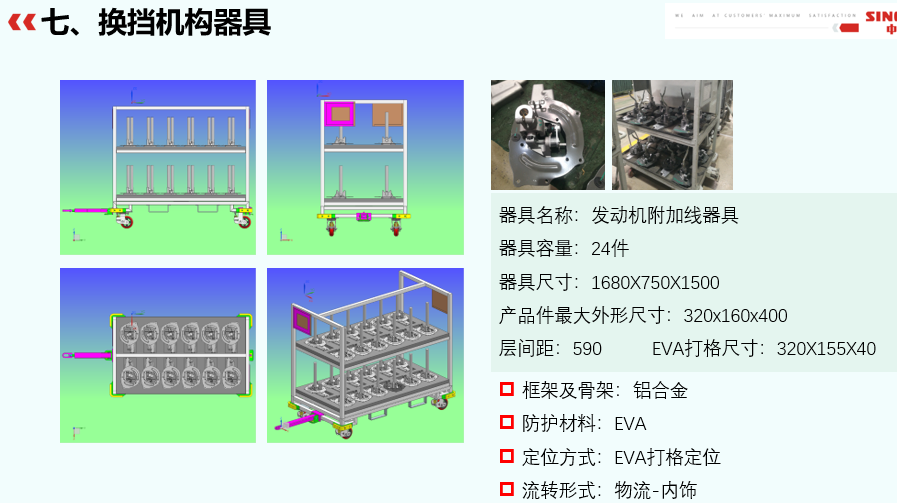 七、换挡机构器具
WE AIM AT CUSTOMERS MAXIMUM SATISFACTION
器具名称：发动机附加线器具
器具容量：24件
器具尺寸：1680X750X1500
产品件最大外形尺寸：320x160x400
层间距：590 EVA打格尺寸：320X155X40
框架及骨架：铝合金
防护材料：EVA
定位方式：EVA打格定位
流转形式：物流-内饰